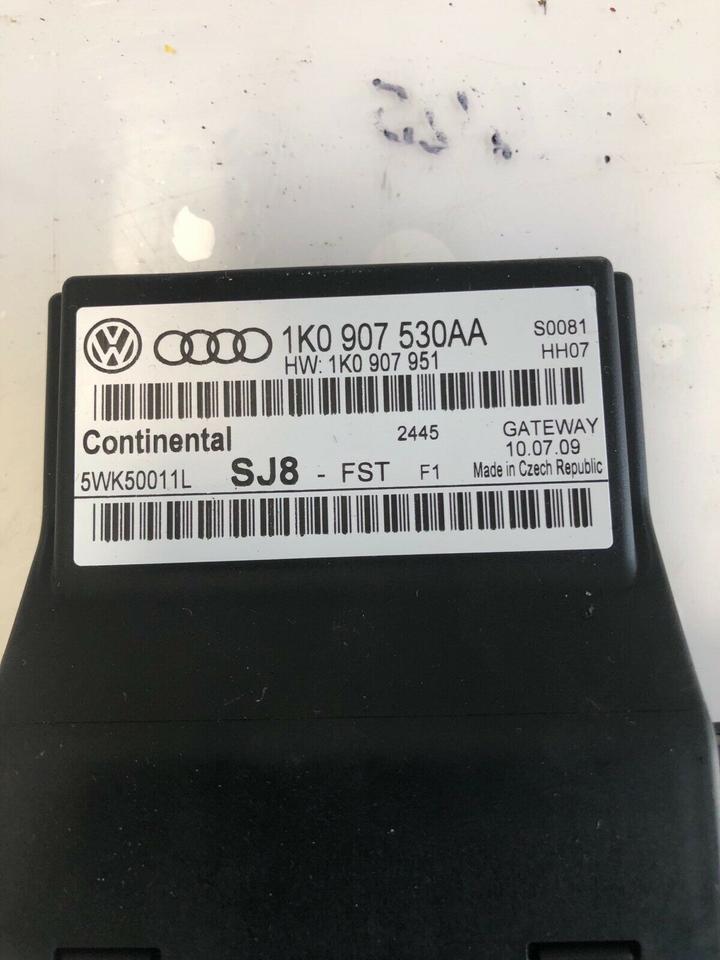 1K0 907 530AA S0081
HW: 1K0 907 951 HH07
Continental 2445 GATEWAY
10.07.09
5WK50011L SJ8 - FST F1 Made in Czech Republic